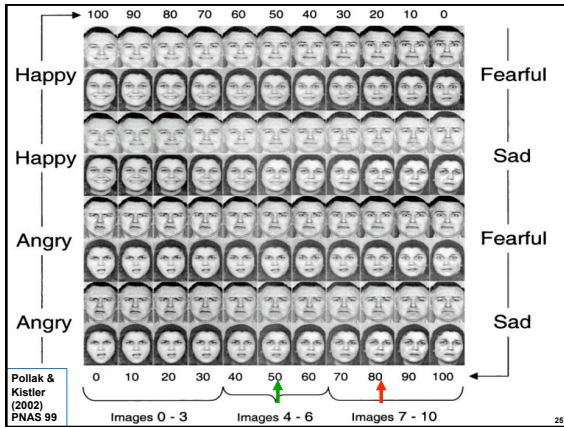 100 90 80 70 60 50 40 30 20 10 0
Happy Fearful
Happy Sad
Angry Fearful
Angry Sad
0 10 20 30 40 50 60 70 80 90 100
Images 0 - 3 Images 4 - 6 Images 7 - 10
Pollak &
Kistler
(2002)
PNAS 99
25